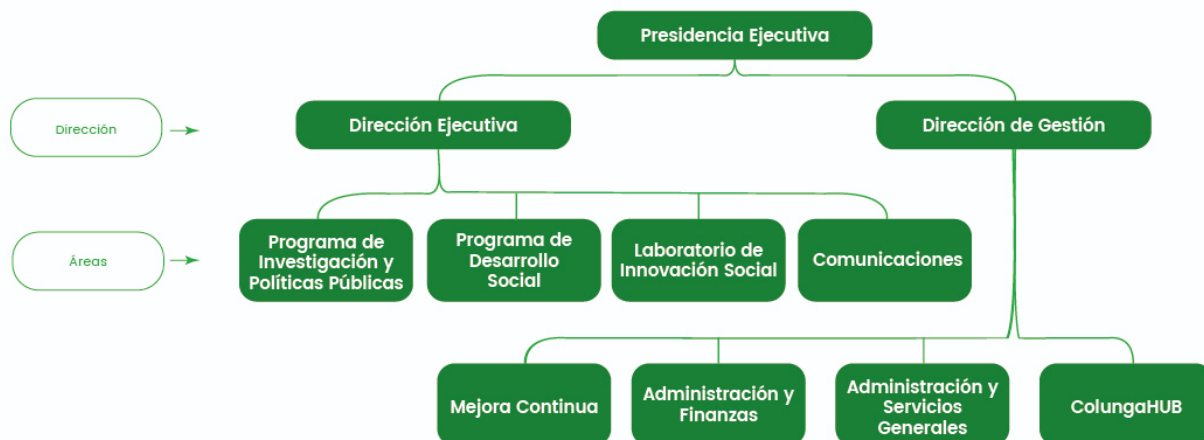 Presidencia Ejecutiva
Dirección
Dirección Ejecutiva
Dirección de Gestión
Áreas
Programa de
Investigación y
Políticas Públicas
Programa de
Desarrollo
Social
Laboratorio de
Innovación Social
Comunicaciones
Mejora Continua
Administración y
Finanzas
Administración y
Servicios
Generales
ColungaHUB